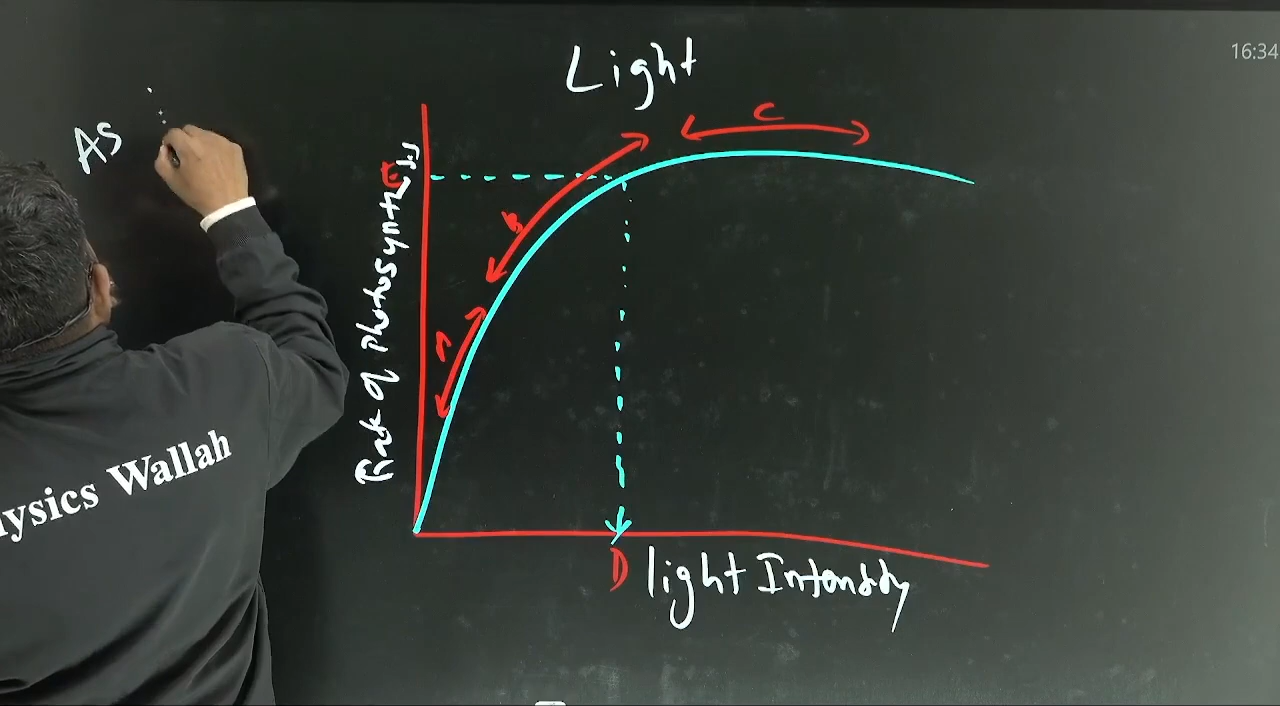 16:34
Light
AS
C
E
B
A
Rate of Photosynthesis
D
light Intensity
Physics Wallah